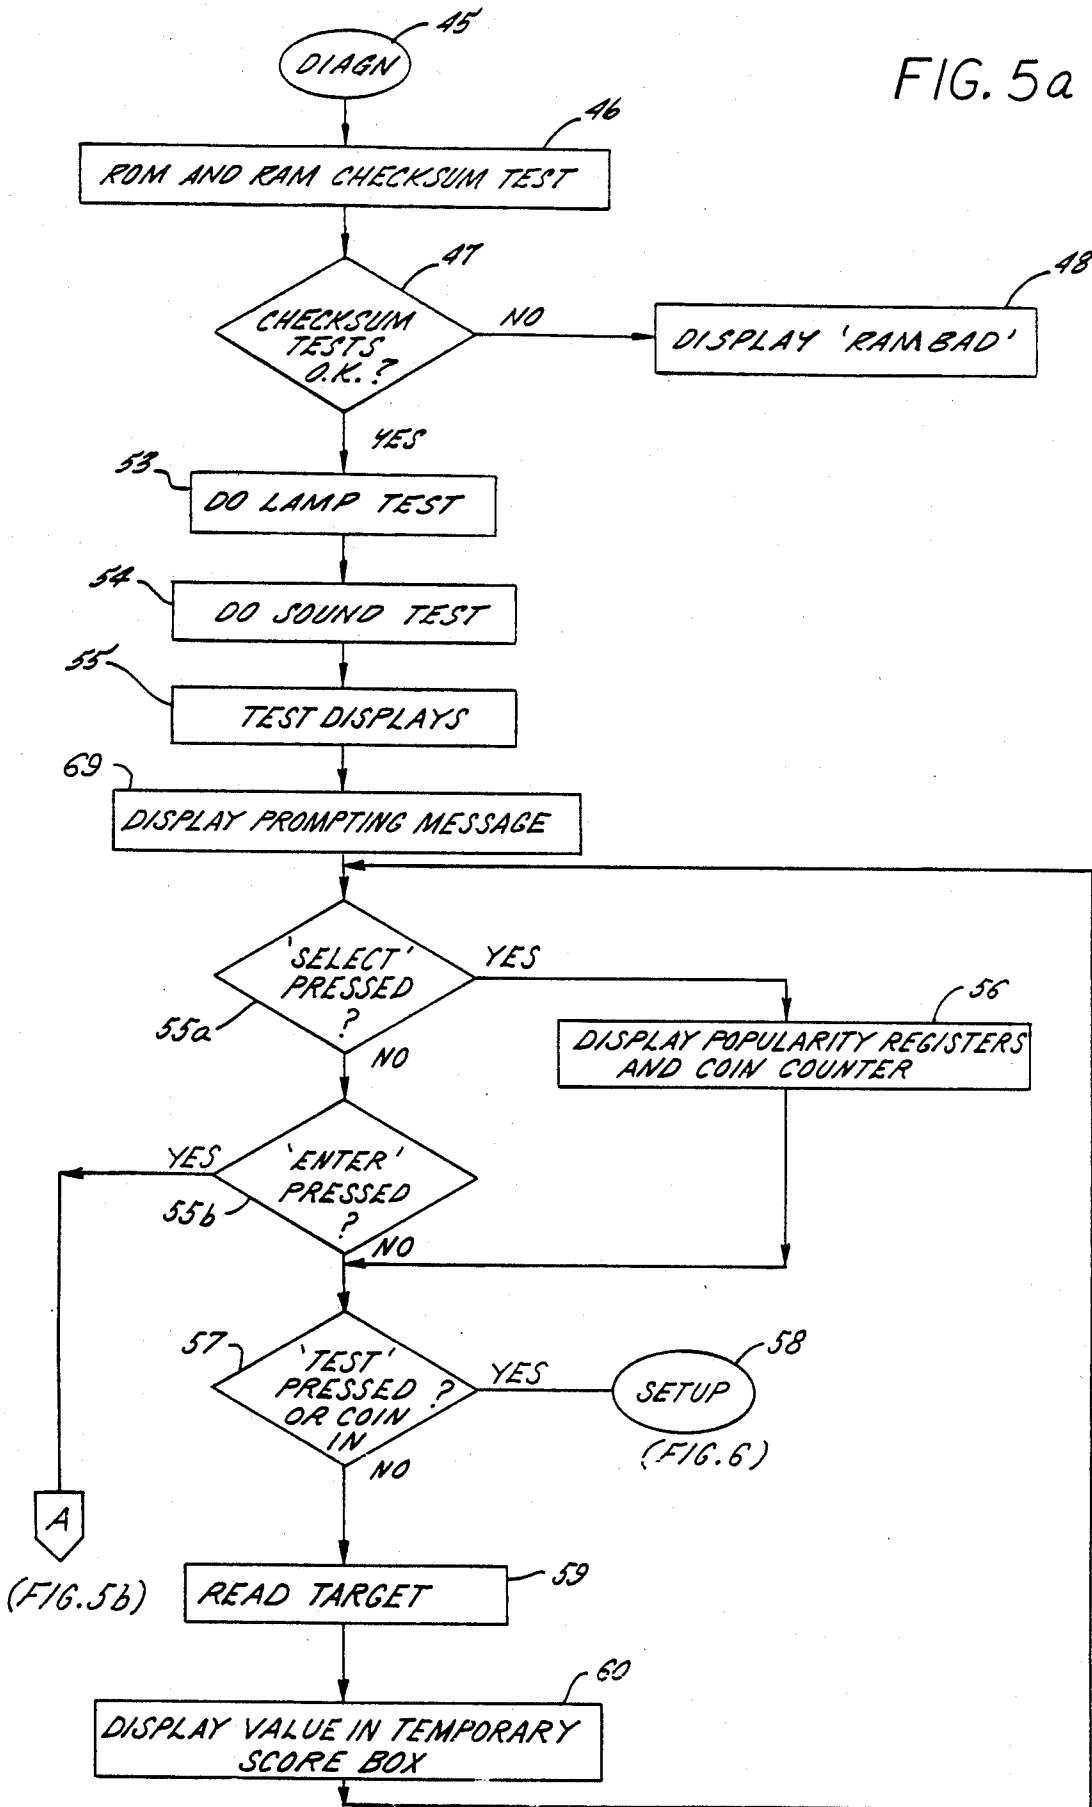 45
DIAGN
FIG. 5a
46
ROM AND RAM CHECKSUM TEST
47
CHECKSUM
TESTS
O.K.?
NO
48
DISPLAY 'RAMBAD'
YES
53
DO LAMP TEST
54
DO SOUND TEST
55
TEST DISPLAYS
69
DISPLAY PROMPTING MESSAGE
'SELECT'
PRESSED
?
YES
55a
NO
56
DISPLAY POPULARITY REGISTERS
AND COIN COUNTER
YES
'ENTER'
PRESSED
?
55b
NO
57
'TEST'
PRESSED ?
OR COIN
IN
YES
58
SETUP
(FIG.6)
NO
A
(FIG.5b)
59
READ TARGET
60
DISPLAY VALUE IN TEMPORARY
SCORE BOX